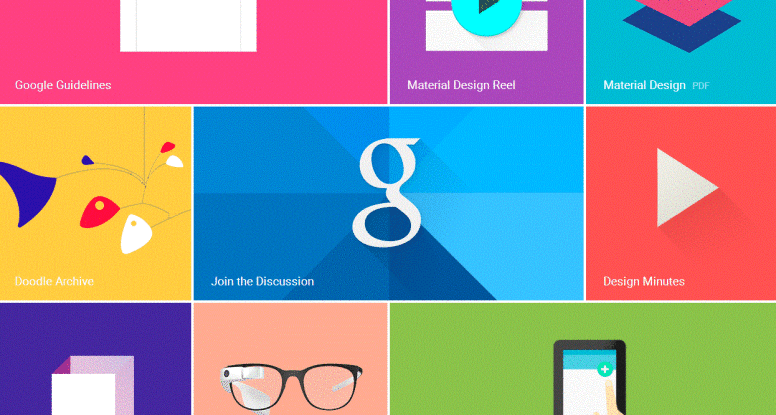 Google Guidelines
Material Design Reel
Material Design PDF
Doodle Archive
g
Join the Discussion
Design Minutes